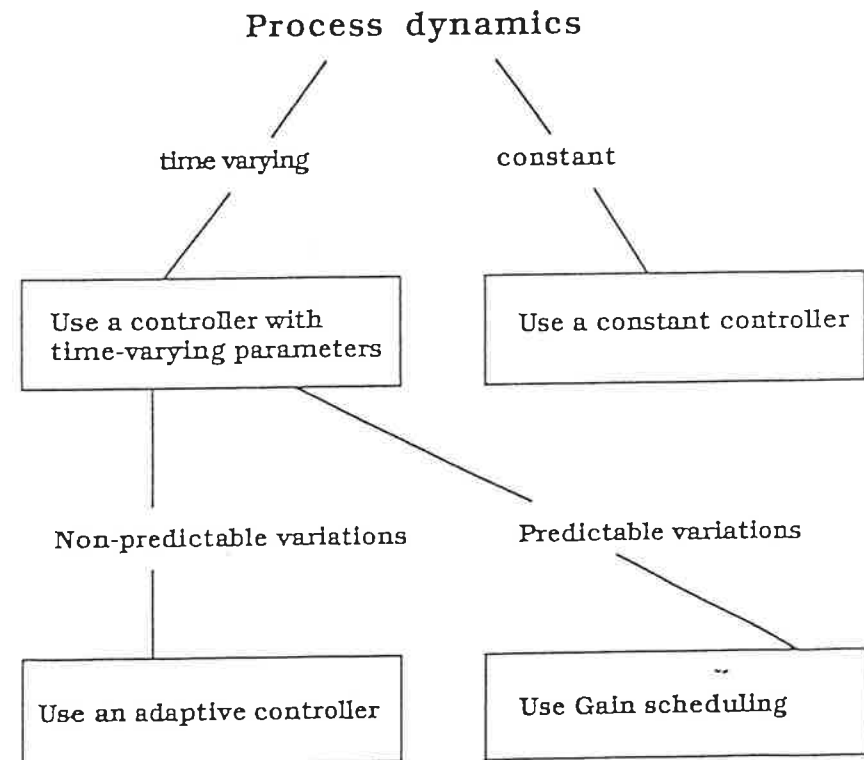 Process dynamics
time varying
constant
Use a controller with
time-varying parameters
Use a constant controller
Non-predictable variations
Predictable variations
Use an adaptive controller
Use Gain scheduling